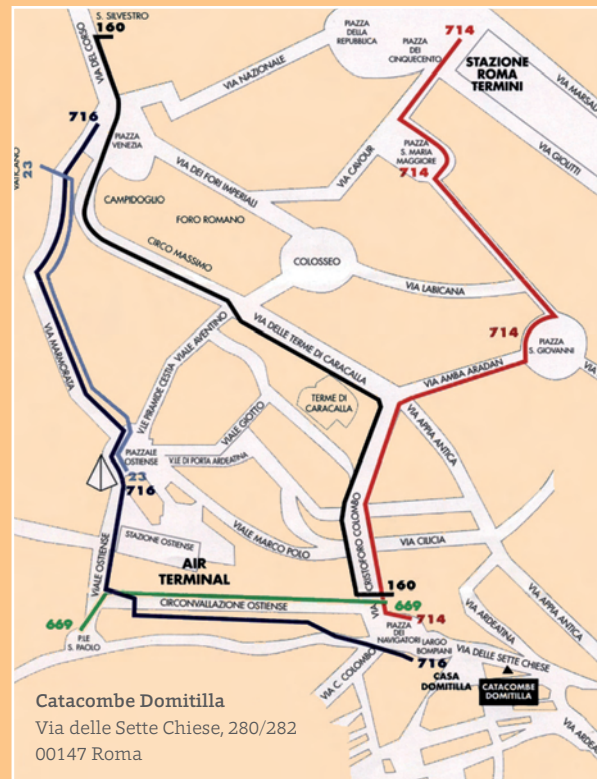 S. SILVESTRO
160
VIA DEL CORSO
PIAZZA
DELLA
REPUBBLICA
PIAZZA
DEI
CINQUECENTO
714
STAZIONE
ROMA
TERMINI
VIA MARSALA
VIA GIOLITTI
VIA NAZIONALE
716
PIAZZA
VENEZIA
VATICANO
23
VIA DEI FORI IMPERIALI
VIA CAVOUR
PIAZZA
S. MARIA
MAGGIORE
714
CAMPIDOGLIO
FORO ROMANO
CIRCO MASSIMO
COLOSSEO
VIA LABICANA
714
PIAZZA
S. GIOVANNI
VIA MARMORATA
VIALE AVENTINO
VIA DELLE TERME DI CARACALLA
VIA AMBA ARADAN
V.LE PIRAMIDE CESTIA
TERME DI
CARACALLA
VIALE GIOTTO
VIA APPIA ANTICA
PIAZZALE
OSTIENSE
V.LE DI PORTA ARDEATINA
23
716
VIALE OSTIENSE
STAZIONE OSTIENSE
VIALE MARCO POLO
VIA CILICIA
AIR
TERMINAL
VIA CRISTOFORO COLOMBO
160
CIRCONVALLAZIONE OSTIENSE
669
669
714
P.LE
S. PAOLO
PIAZZA
DEI
NAVIGATORI
LARGO
BOMPIANI
VIA ARDEATINA
VIA APPIA ANTICA
VIA DELLE SETTE CHIESE
716
VIA C. COLOMBO
CASA
DOMITILLA
CATACOMBE
DOMITILLA
Catacombe Domitilla
Via delle Sette Chiese, 280/282
00147 Roma